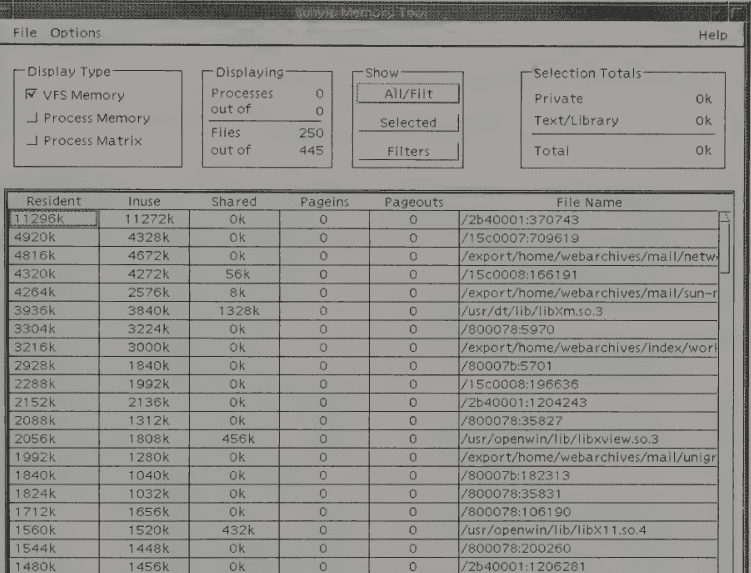 Memory Tool
File Options Help
Display Type
VFS Memory
Process Memory
Process Matrix
Displaying
Processes 0
out of 0
Files 250
out of 445
Show
All/Filt
Selected
Filters
Selection Totals
Private 0k
Text/Library 0k
Total 0k
Resident Inuse Shared Pageins Pageouts File Name
11296k 11272k 0k 0 0 /2b40001:370743
4920k 4328k 0k 0 0 /15c0007:709619
4816k 4672k 0k 0 0 /export/home/webarchives/mail/netw
4320k 4272k 56k 0 0 /15c0008:166191
4264k 2576k 8k 0 0 /export/home/webarchives/mail/sun-
3936k 3840k 1328k 0 0 /usr/dt/lib/libXm.so.3
3304k 3224k 0k 0 0 /800078:5970
3216k 3000k 0k 0 0 /export/home/webarchives/index/work
2928k 1840k 0k 0 0 /80007b:5701
2288k 1992k 0k 0 0 /15c0008:196636
2152k 2136k 0k 0 0 /2b40001:1204243
2088k 1312k 0k 0 0 /800078:35827
2056k 1808k 456k 0 0 /usr/openwin/lib/libxview.so.3
1992k 1280k 0k 0 0 /export/home/webarchives/mail/unigr
1840k 1040k 0k 0 0 /80007b:182313
1824k 1032k 0k 0 0 /800078:35831
1712k 1656k 0k 0 0 /800078:106190
1560k 1520k 432k 0 0 /usr/openwin/lib/libX11.so.4
1544k 1448k 0k 0 0 /800078:200260
1480k 1456k 0k 0 0 /2b40001:1206281